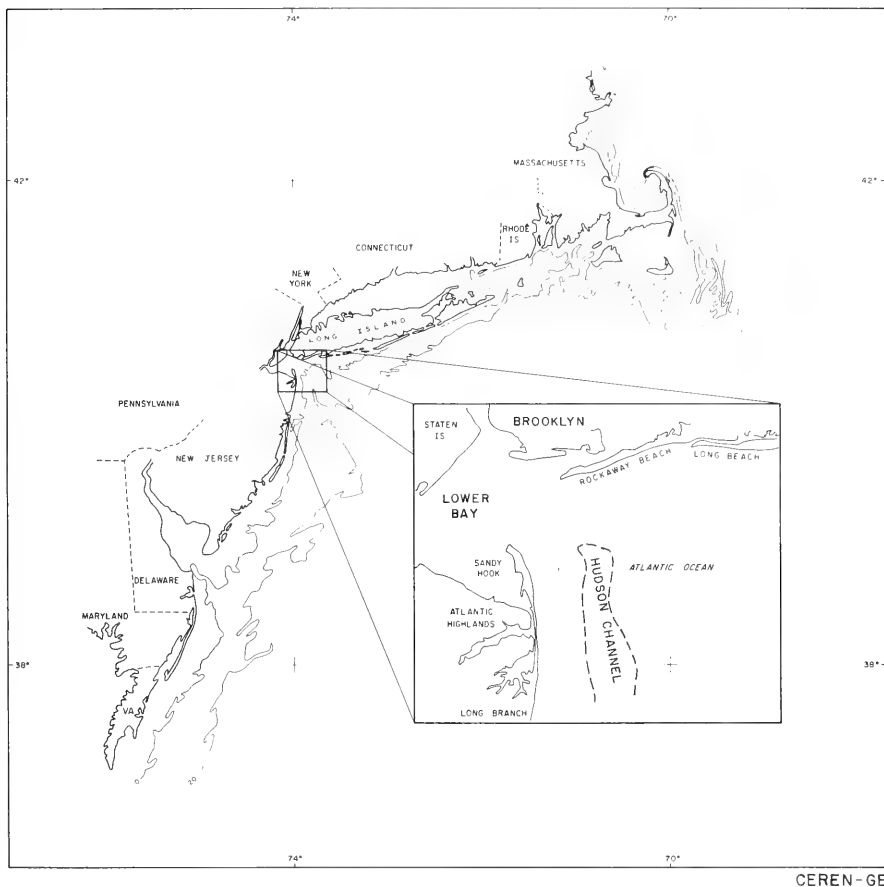 74°
70°
MASSACHUSETTS
42°
42°
RHODE
IS
CONNECTICUT
NEW
YORK
LONG ISLAND
PENNSYLVANIA
NEW JERSEY
STATEN
IS
BROOKLYN
ROCKAWAY BEACH
LONG BEACH
LOWER
BAY
SANDY
HOOK
ATLANTIC OCEAN
HUDSON CHANNEL
DELAWARE
ATLANTIC
HIGHLANDS
MARYLAND
38°
38°
VA.
LONG BRANCH
0
20
74°
70°
CEREN-GE